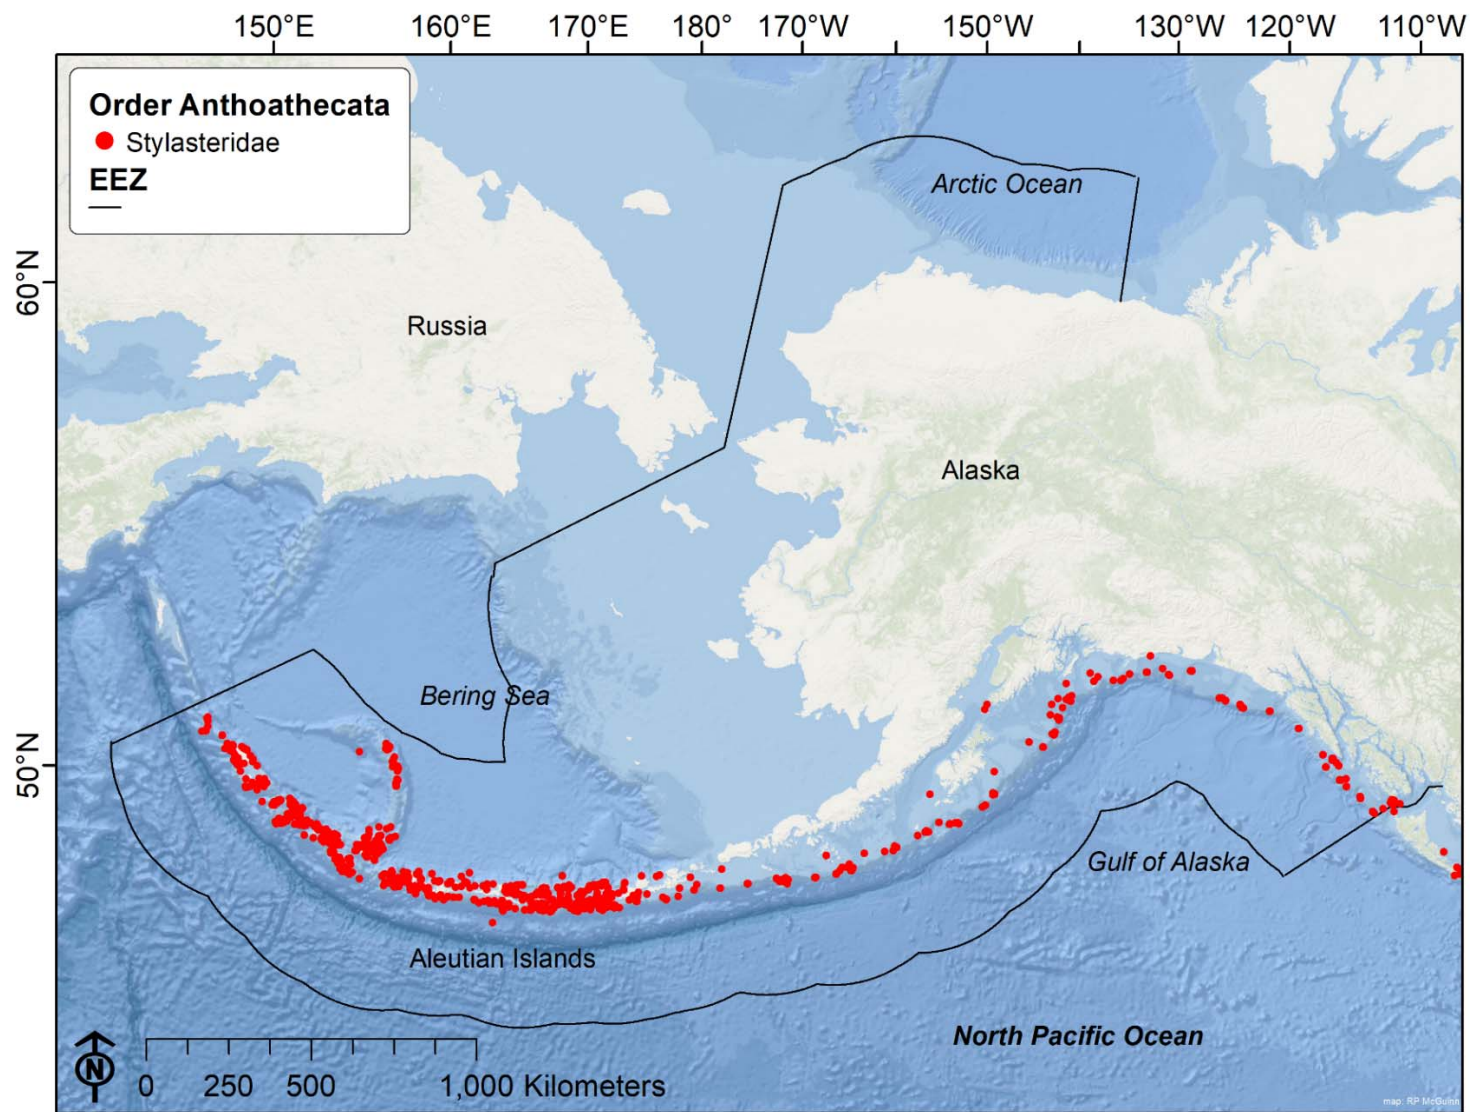 150°E 160°E 170°E 180° 170°W 150°W 130°W 120°W 110°W
Order Anthoathecata
Stylasteridae
EEZ
Arctic Ocean
60°N
Russia
Alaska
Bering Sea
50°N
Gulf of Alaska
Aleutian Islands
North Pacific Ocean
N
0 250 500 1,000 Kilometers
map: RP McGuinn